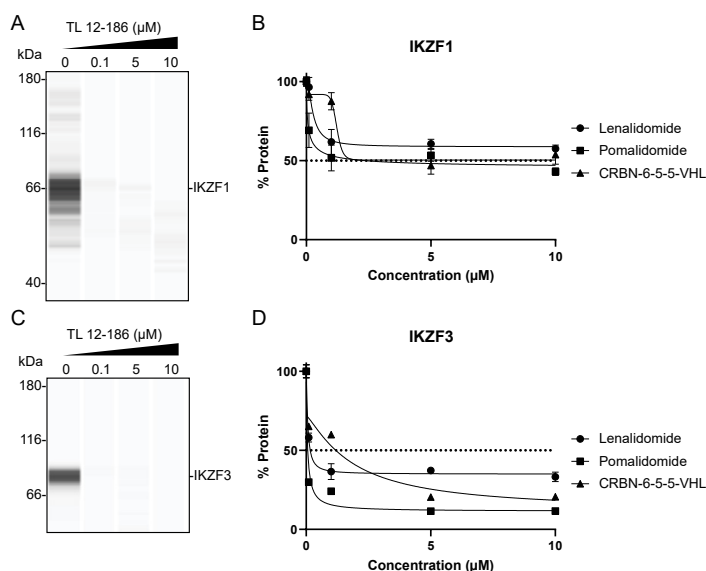 A
TL 12-186 (µM)
kDa
0 0.1 5 10
180-
116-
66-
40-
-IKZF1
B
IKZF1
% Protein
100
50
0
0 5 10
Concentration (µM)
Lenalidomide
Pomalidomide
CRBN-6-5-5-VHL
C
TL 12-186 (µM)
kDa
0 0.1 5 10
180-
116-
66-
-IKZF3
D
IKZF3
% Protein
100
50
0
0 5 10
Concentration (µM)
Lenalidomide
Pomalidomide
CRBN-6-5-5-VHL